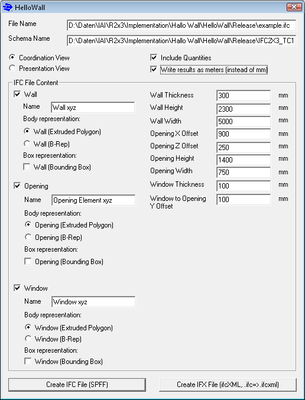 HelloWall
File Name D:\Daten\IAI\R2x3\Implementation\Hallo Wall\HelloWall\Release\example.ifc
Schema Name D:\Daten\IAI\R2x3\Implementation\Hallo Wall\HelloWall\Release\IFC2X3_TC1
Coordination View
Presentation View
Include Quantities
Write results as meters (instead of mm)
IFC File Content
Wall
Name Wall xyz
Body representation:
Wall (Extruded Polygon)
Wall (B-Rep)
Box representation:
Wall (Bounding Box)
Opening
Name Opening Element xyz
Body representation:
Opening (Extruded Polygon)
Opening (B-Rep)
Box representation:
Opening (Bounding Box)
Window
Name Window xyz
Body representation:
Window (Extruded Polygon)
Window (B-Rep)
Box representation:
Window (Bounding Box)
Wall Thickness 300 mm
Wall Height 2300 mm
Wall Width 5000 mm
Opening X Offset 900 mm
Opening Z Offset 250 mm
Opening Height 1400 mm
Opening Width 750 mm
Window Thickness 100 mm
Window to Opening 100 mm
Y Offset
Create IFC File (SPFF)
Create IFX File (ifcXML, .ifc=>.ifcxml)